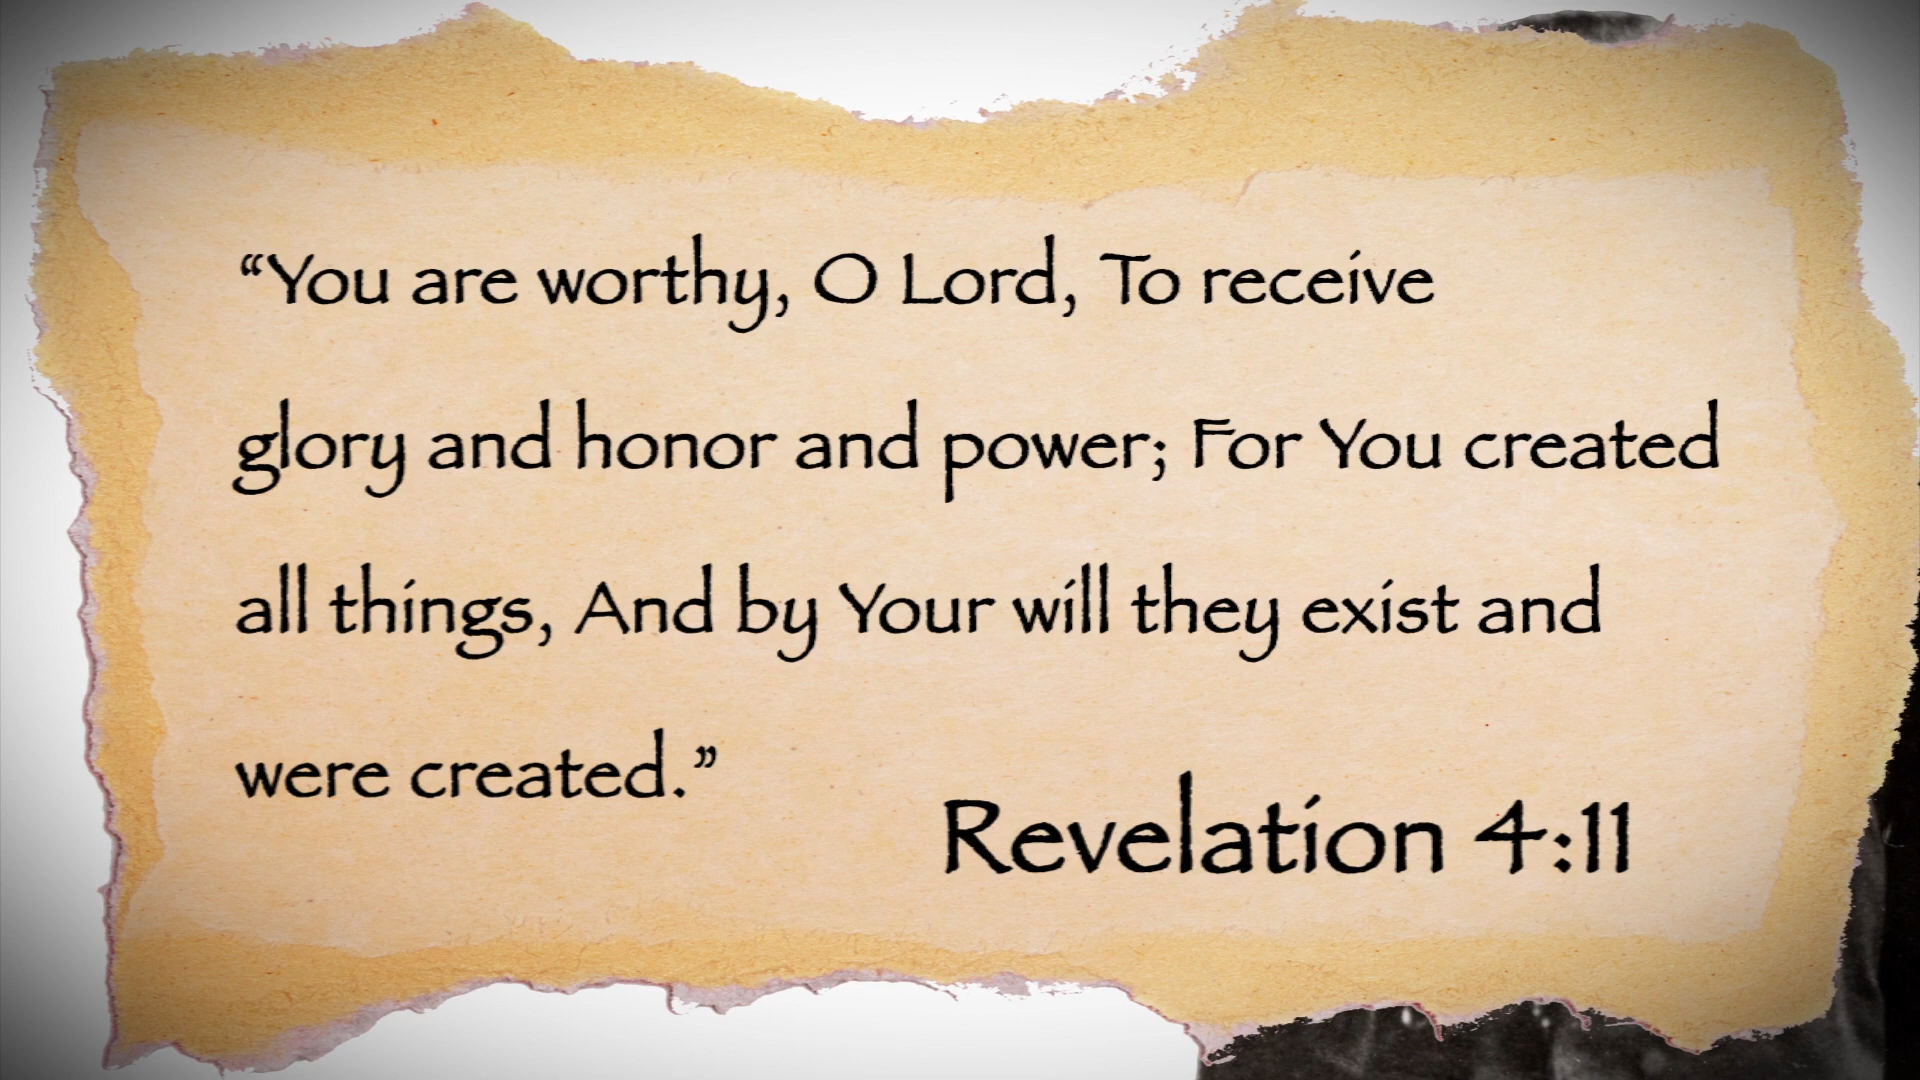 “You are worthy, O Lord, To receive
glory and honor and power; For You created
all things, And by Your will they exist and
were created.”
Revelation 4:11